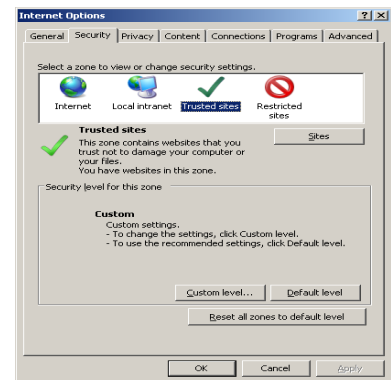 Internet Options
General Security Privacy Content Connections Programs Advanced
Select a zone to view or change security settings.
Internet Local intranet Trusted sites Restricted sites
Trusted sites
Sites
This zone contains websites that you
trust not to damage your computer or
your files.
You have websites in this zone.
Security level for this zone
Custom
Custom settings.
- To change the settings, click Custom level.
- To use the recommended settings, click Default level.
Custom level... Default level
Reset all zones to default level
OK Cancel Apply